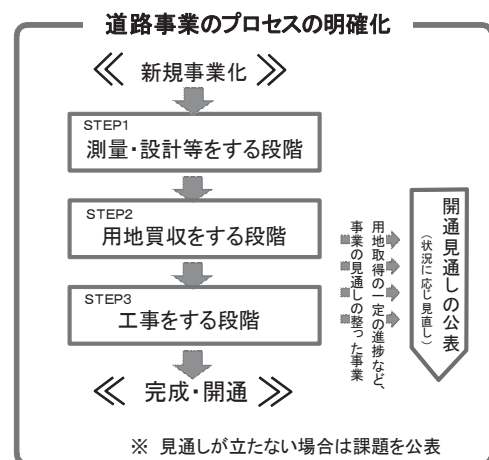 道路事業のプロセスの明確化
≪ 新規事業化 ≫
STEP1
測量・設計等をする段階
STEP2
用地買収をする段階
STEP3
工事をする段階
≪ 完成・開通 ≫
用地取得の一定の進捗など、
事業の見通しの整った事業
開通見通しの公表
（状況に応じ見直し）
※ 見通しが立たない場合は課題を公表